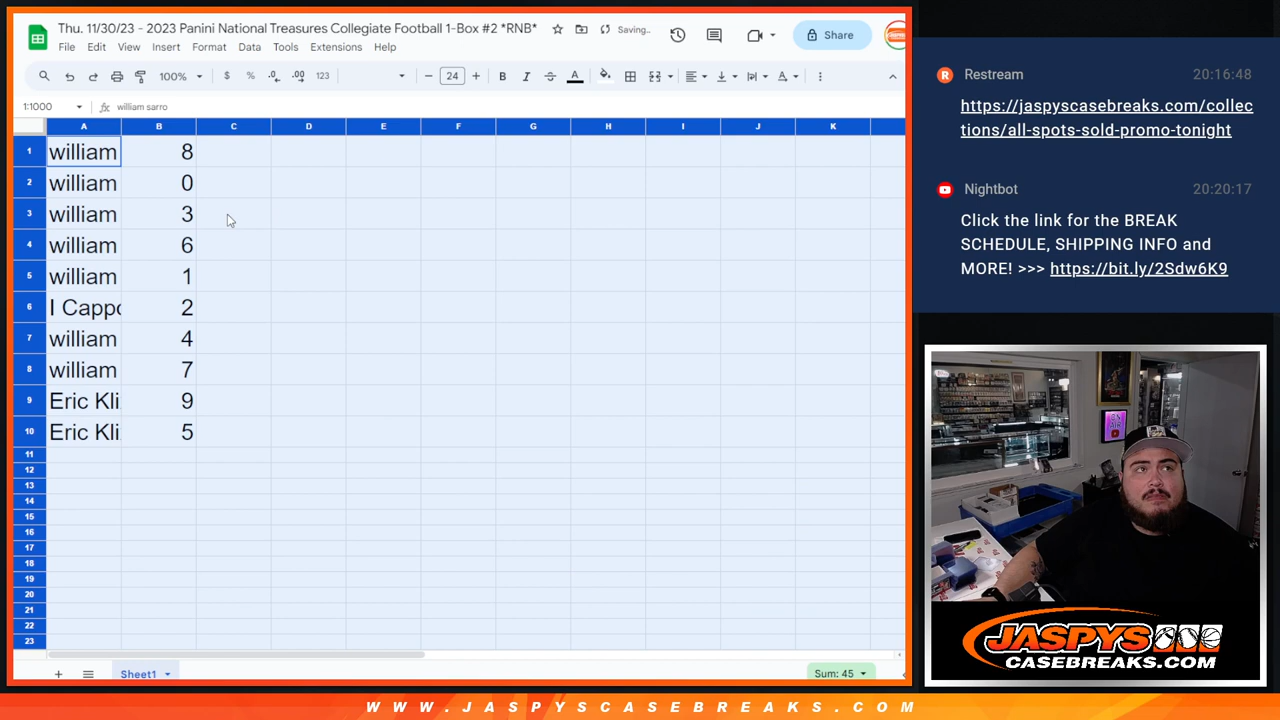 Thu. 11/30/23 - 2023 Panini National Treasures Collegiate Football 1-Box #2 *RNB*
Saving...
Share
File Edit View Insert Format Data Tools Extensions Help
100% $ % .0 .00 123 24 B I A
1:1000 william sarro
A B C D E F G H I J K
1 william 8
2 william 0
3 william 3
4 william 6
5 william 1
6 I Cappo 2
7 william 4
8 william 7
9 Eric Kli 9
10 Eric Kli 5
11
12
13
14
15
16
17
18
19
20
21
22
23
Sheet1
Sum: 45
Restream 20:16:48
https://jaspyscasebreaks.com/collec
tions/all-spots-sold-promo-tonight
Nightbot 20:20:17
Click the link for the BREAK
SCHEDULE, SHIPPING INFO and
MORE! >>> https://bit.ly/2Sdw6K9
JASPYS
CASEBREAKS.COM
WWW.JASPYSCASEBREAKS.COM